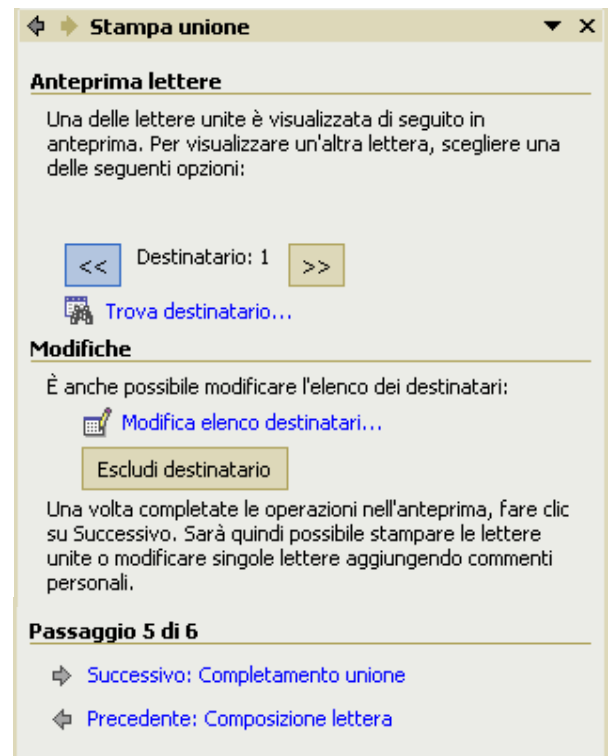 Stampa unione
Anteprima lettere
Una delle lettere unite è visualizzata di seguito in
anteprima. Per visualizzare un'altra lettera, scegliere una
delle seguenti opzioni:
<< Destinatario: 1 >>
Trova destinatario...
Modifiche
È anche possibile modificare l'elenco dei destinatari:
Modifica elenco destinatari...
Escludi destinatario
Una volta completate le operazioni nell'anteprima, fare clic
su Successivo. Sarà quindi possibile stampare le lettere
unite o modificare singole lettere aggiungendo commenti
personali.
Passaggio 5 di 6
Successivo: Completamento unione
Precedente: Composizione lettera